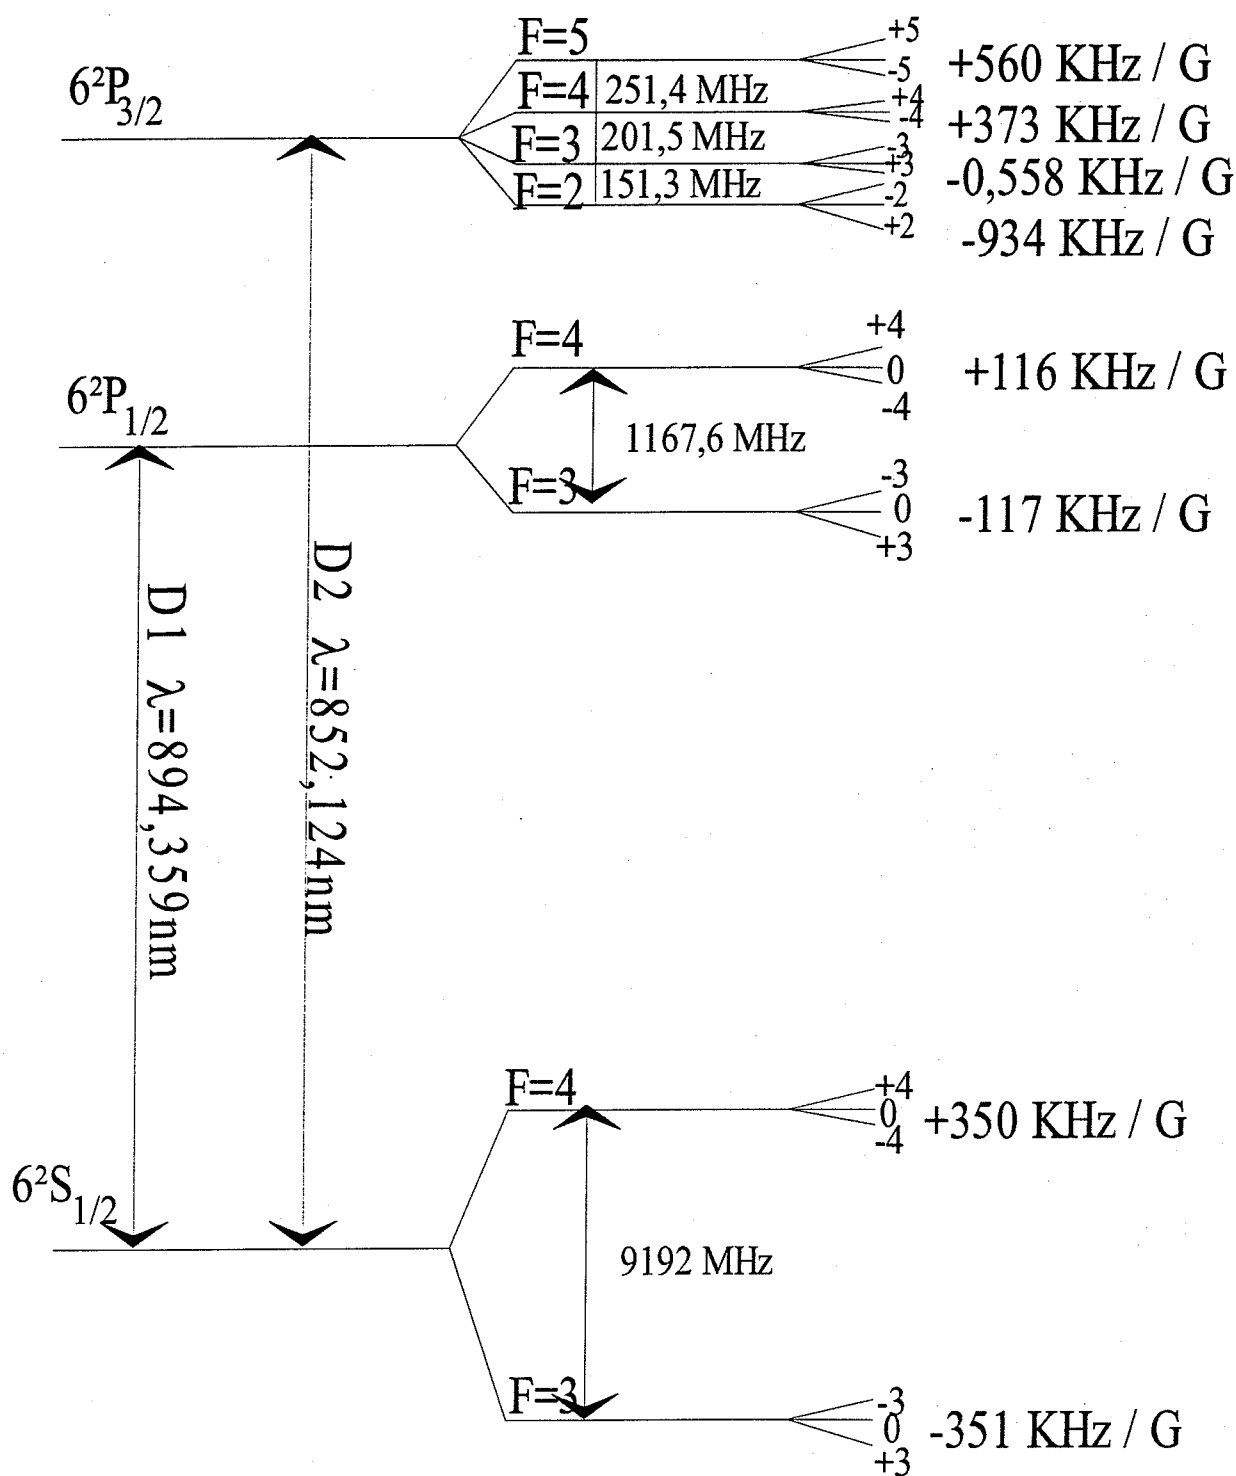 F=5
+5
-5
+560 KHz / G
6²P3/2
F=4
251,4 MHz
+4
-4
+373 KHz / G
F=3
201,5 MHz
-3
+3
-0,558 KHz / G
F=2
151,3 MHz
-2
+2
-934 KHz / G
6²P1/2
F=4
+4
0
-4
+116 KHz / G
1167,6 MHz
F=3
-3
0
+3
-117 KHz / G
D2 λ=852,124nm
D1 λ=894,359nm
6²S1/2
F=4
+4
0
-4
+350 KHz / G
9192 MHz
F=3
-3
0
+3
-351 KHz / G